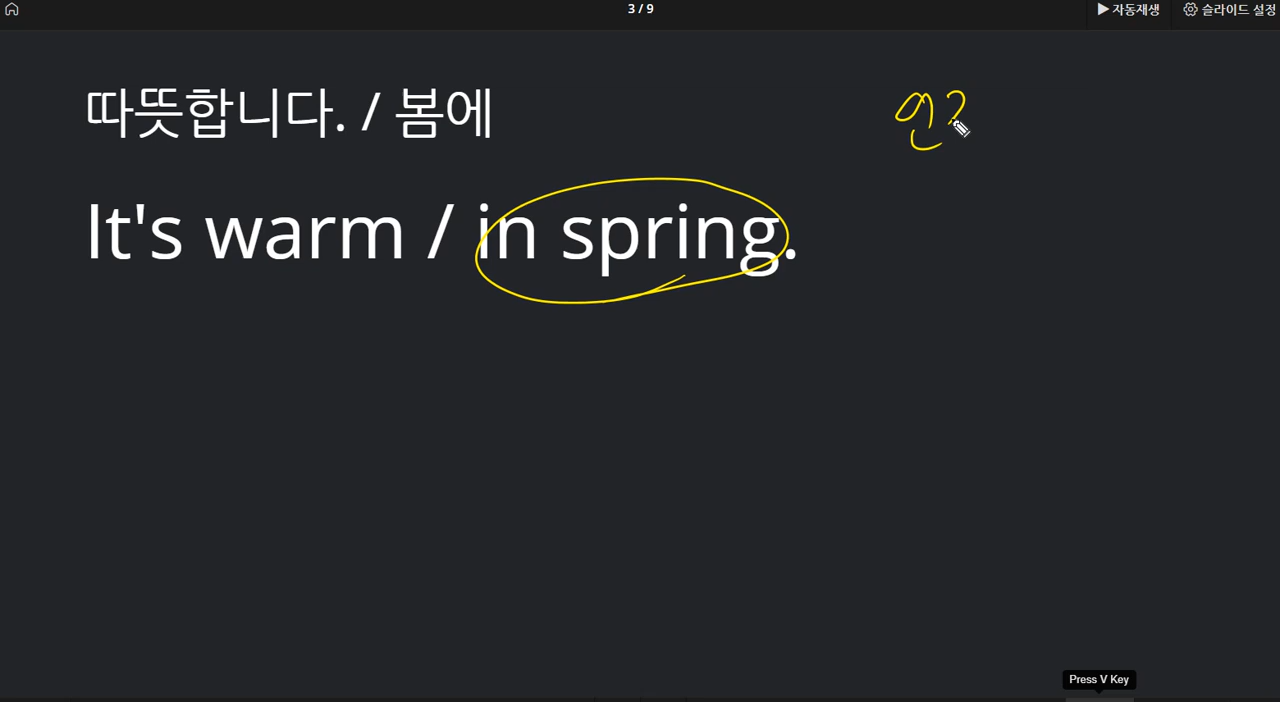 3 / 9
자동재생
슬라이드 설정
따뜻합니다. / 봄에
It's warm / in spring.
Press V Key